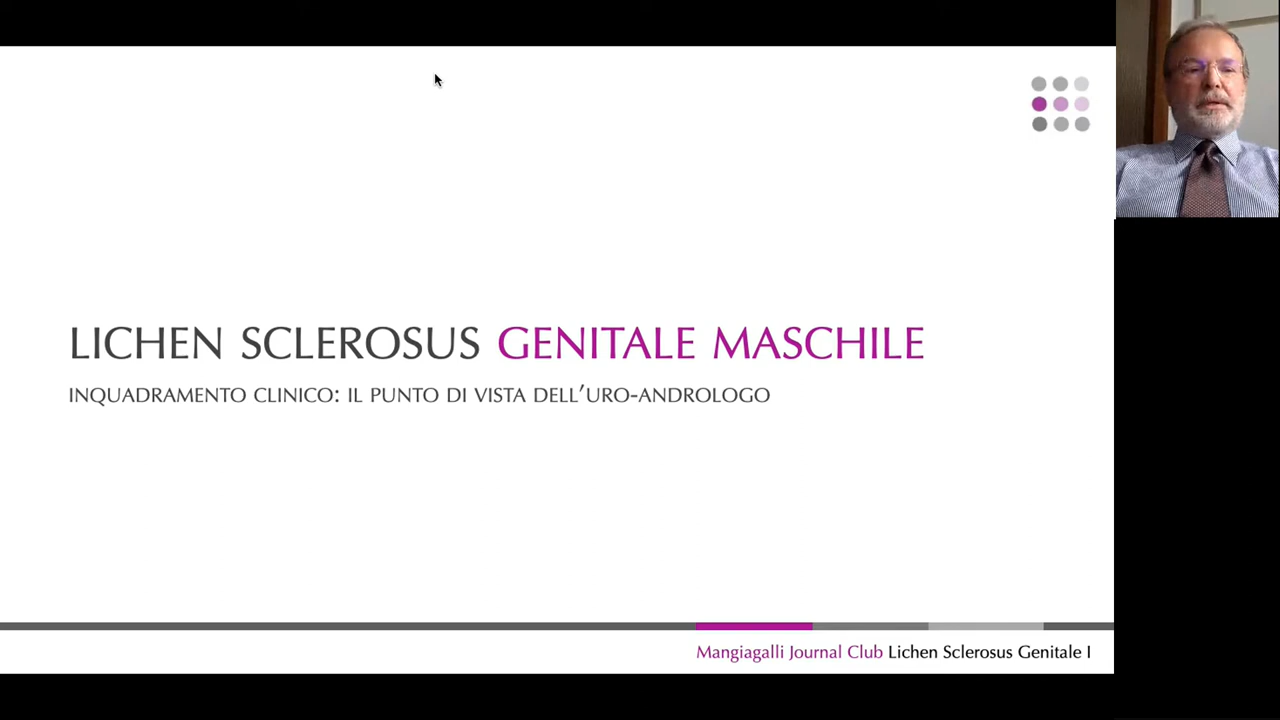 LICHEN SCLEROSUS GENITALE MASCHILE
INQUADRAMENTO CLINICO: IL PUNTO DI VISTA DELL'URO-ANDROLOGO
Mangiagalli Journal Club Lichen Sclerosus Genitale I